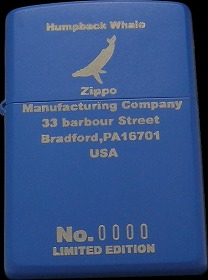 Humpback Whale
Zippo
Manufacturing Company
33 barbour Street
Bradford,PA16701
USA
No.0000
LIMITED EDITION